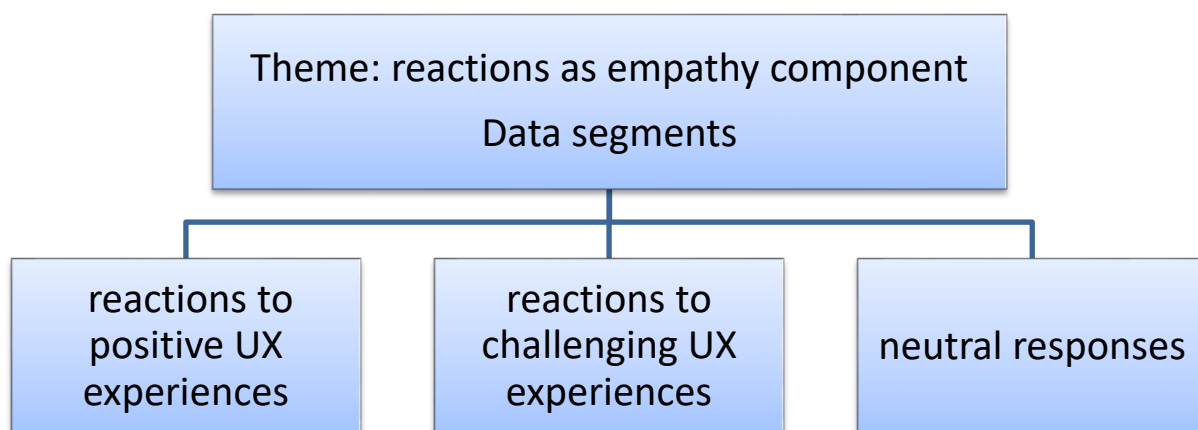 Theme: reactions as empathy component
Data segments
reactions to
positive UX
experiences
reactions to
challenging UX
experiences
neutral responses